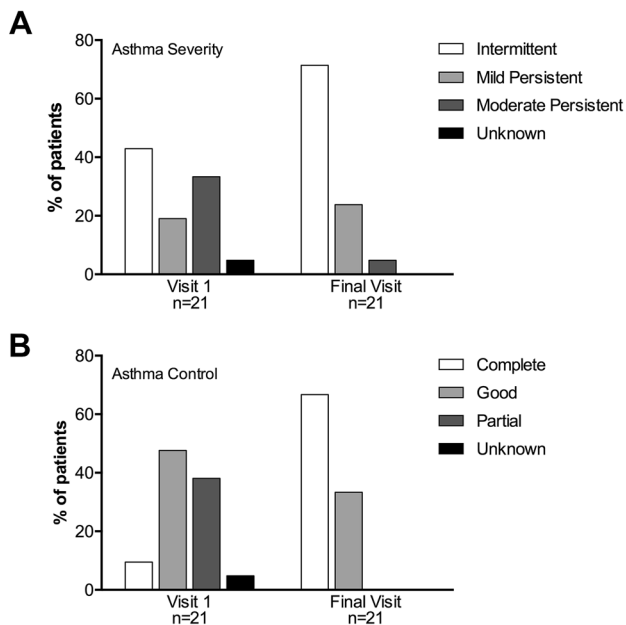 A
Asthma Severity
% of patients
80
60
40
20
0
Visit 1
n=21
Final Visit
n=21
Intermittent
Mild Persistent
Moderate Persistent
Unknown
B
Asthma Control
% of patients
80
60
40
20
0
Visit 1
n=21
Final Visit
n=21
Complete
Good
Partial
Unknown